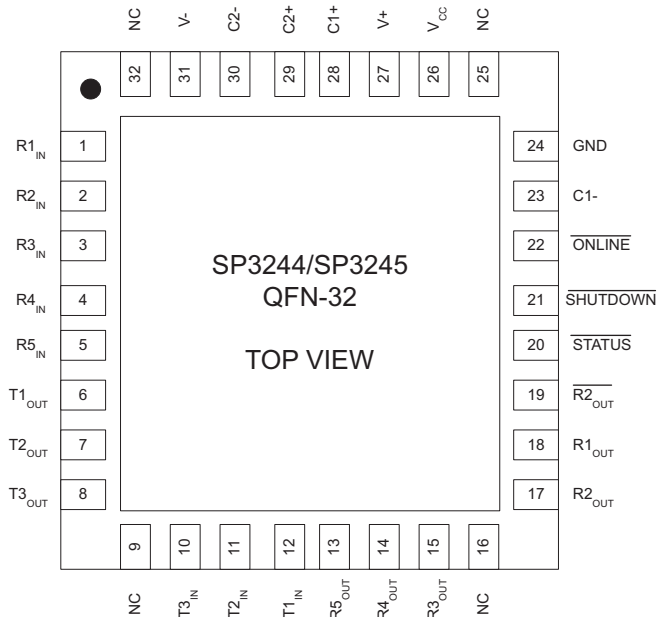 NC V- C2- C2+ C1+ V+ VCC NC
32 31 30 29 28 27 26 25
R1IN 1 24 GND
R2IN 2 23 C1-
R3IN 3 22 ONLINE
SP3244/SP3245
R4IN 4 21 SHUTDOWN
QFN-32
R5IN 5 20 STATUS
TOP VIEW
T1OUT 6 19 R2OUT
T2OUT 7 18 R1OUT
T3OUT 8 17 R2OUT
9 10 11 12 13 14 15 16
NC T3IN T2IN T1IN R5OUT R4OUT R3OUT NC